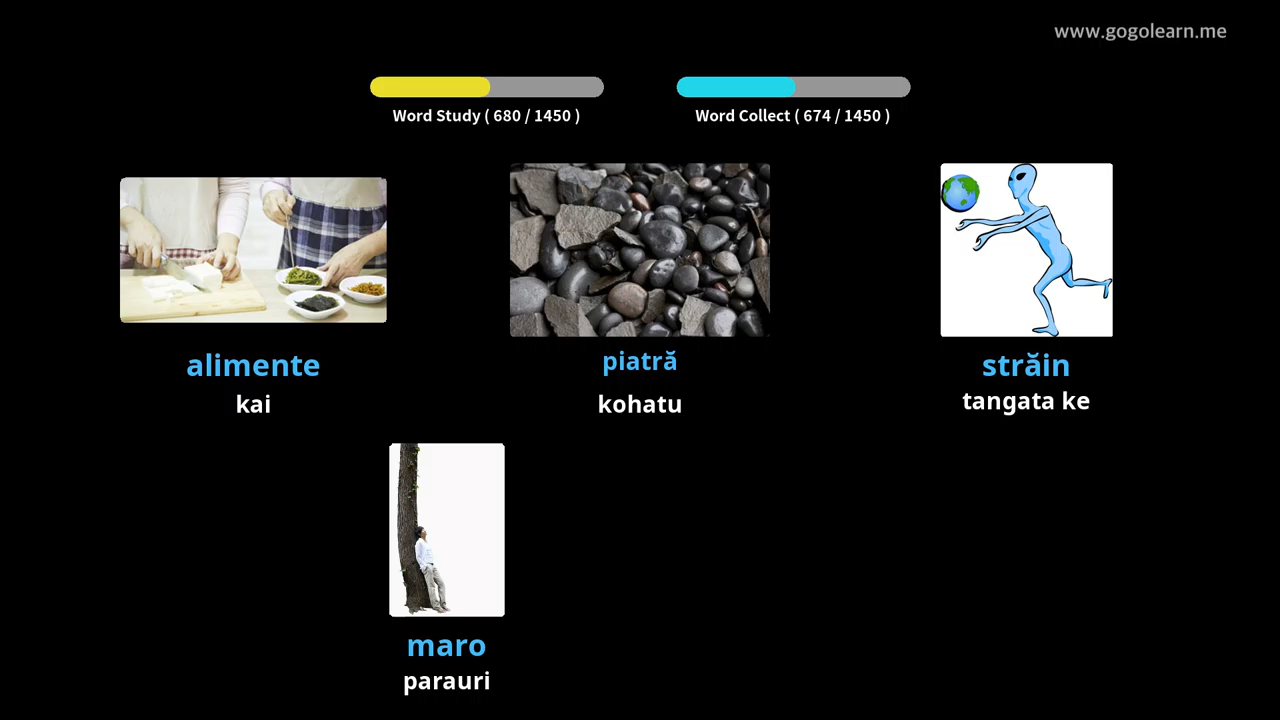 www.gogolearn.me
Word Study ( 680 / 1450 )
Word Collect ( 674 / 1450 )
alimente
kai
piatră
kohatu
străin
tangata ke
maro
parauri